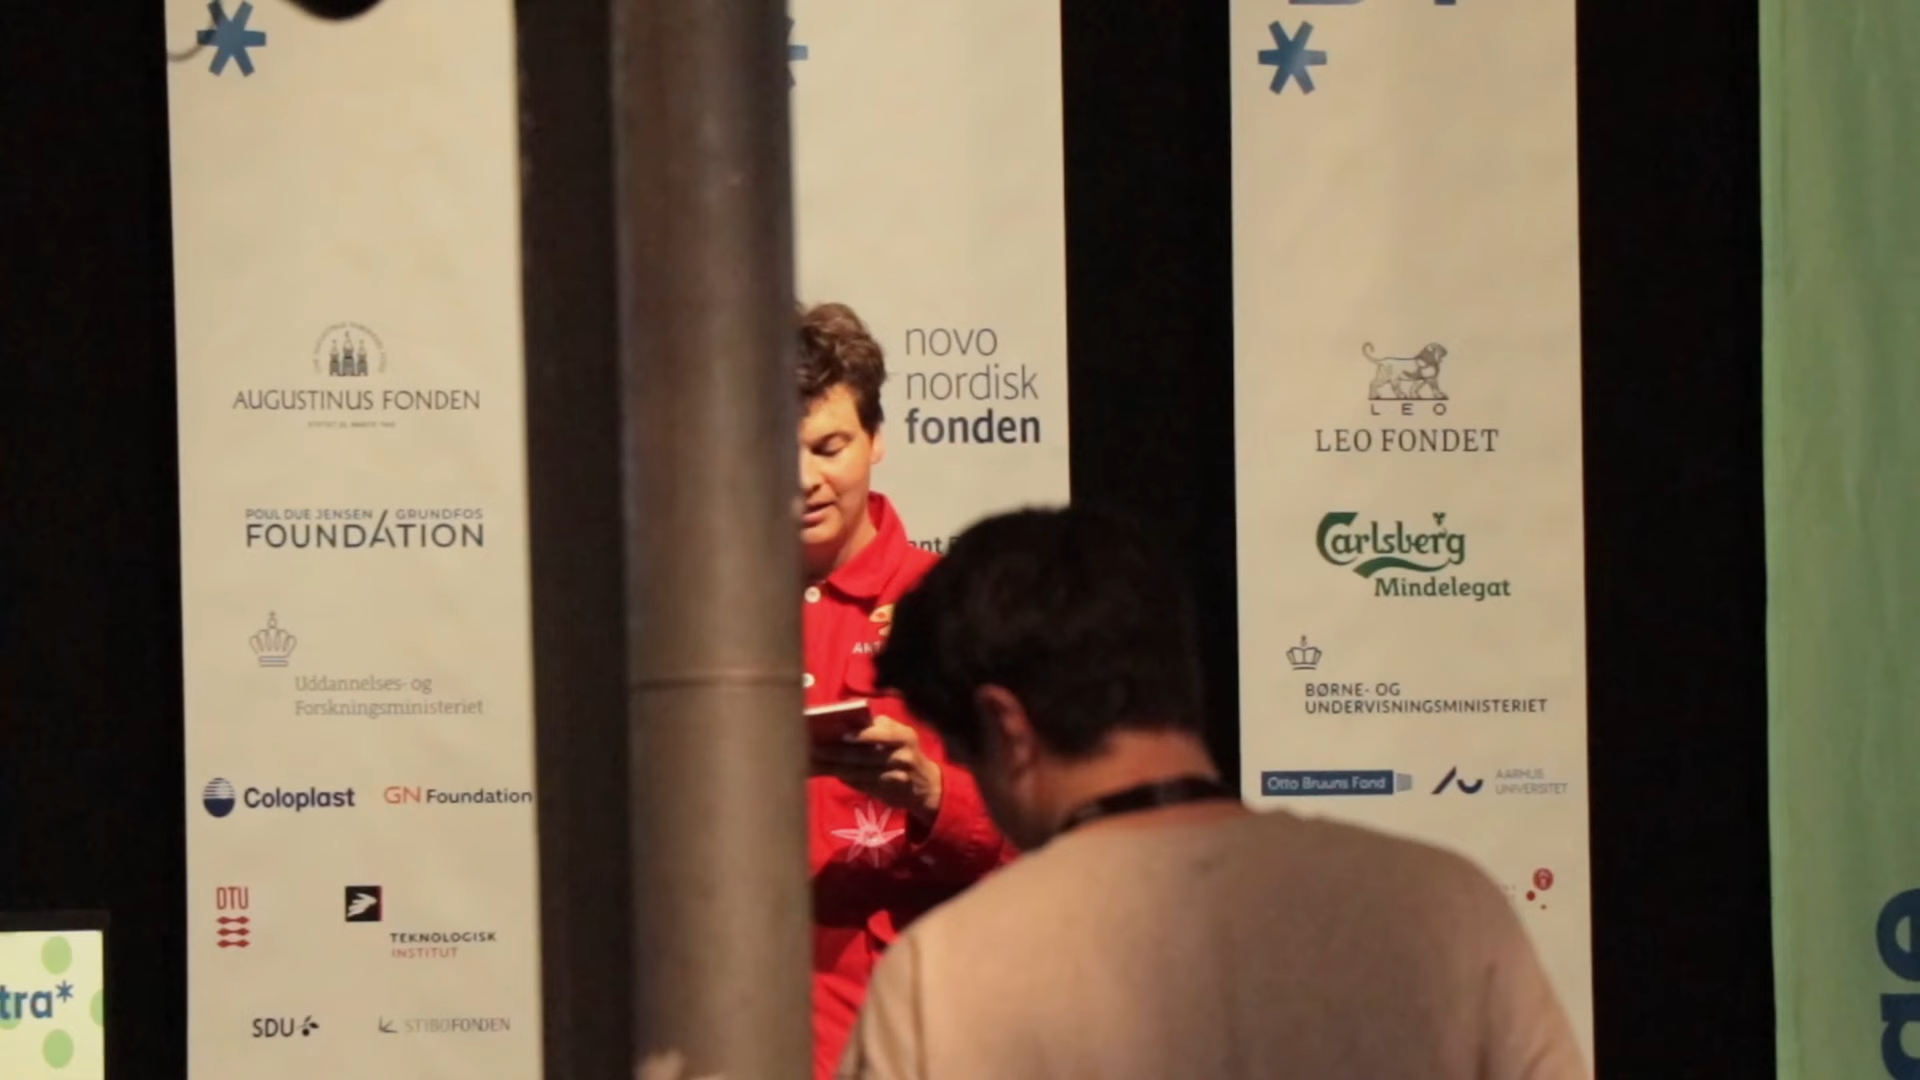 AUGUSTINUS FONDEN
POUL DUE JENSEN / GRUNDFOS
FOUNDATION
Uddannelses- og
Forskningsministeriet
Coloplast
GN Foundation
DTU
TEKNOLOGISK
INSTITUT
SDU
STIBOFONDEN
tra*
novo
nordisk
fonden
ant
LEO
LEO FONDET
Carlsberg
Mindelegat
BØRNE- OG
UNDERVISNINGSMINISTERIET
Otto Bruuns Fond
AARHUS
UNIVERSITET